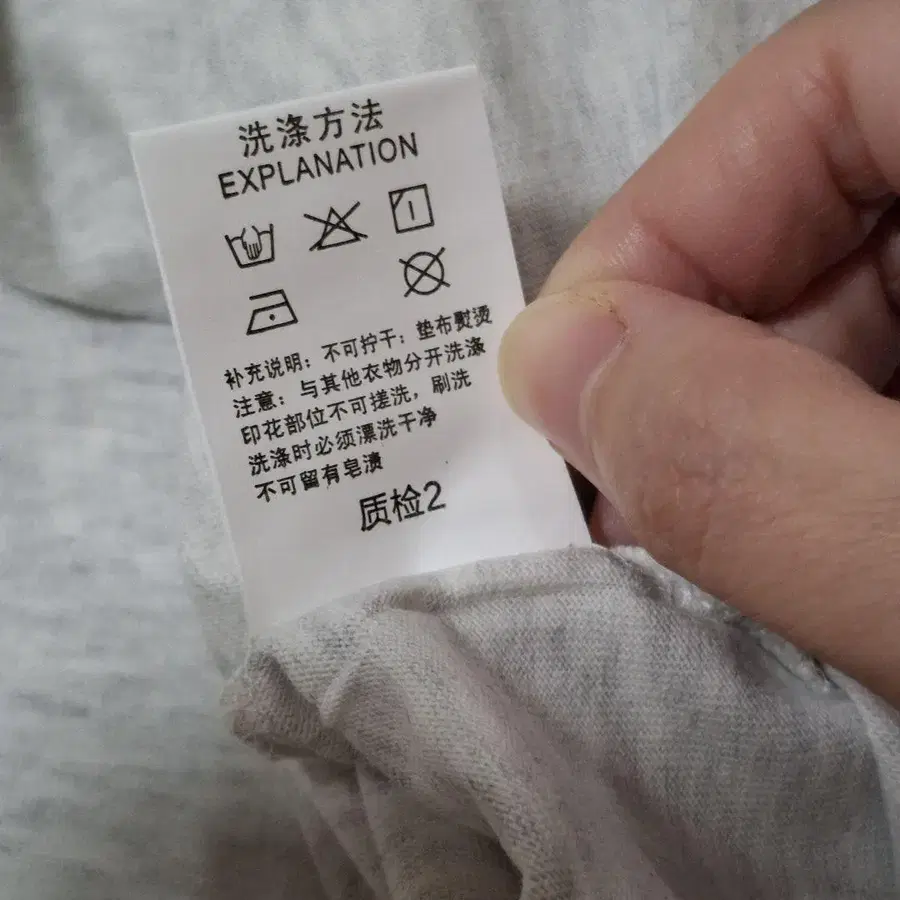 洗涤方法
EXPLANATION
补充说明；不可拧干；垫布熨烫
注意：与其他衣物分开洗涤
印花部位不可搓洗，刷洗
洗涤时必须漂洗干净
不可留有皂渍
质检2